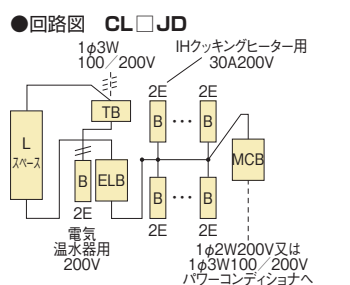 ●回路図 CL□JD
1φ3W
100／200V
IHクッキングヒーター用
30A200V
TB
2E
2E
L
スペース
B
…
B
B
ELB
MCB
B
…
B
2E
2E
2E
電気
温水器用
200V
1φ2W200V又は
1φ3W100／200V
パワーコンディショナへ